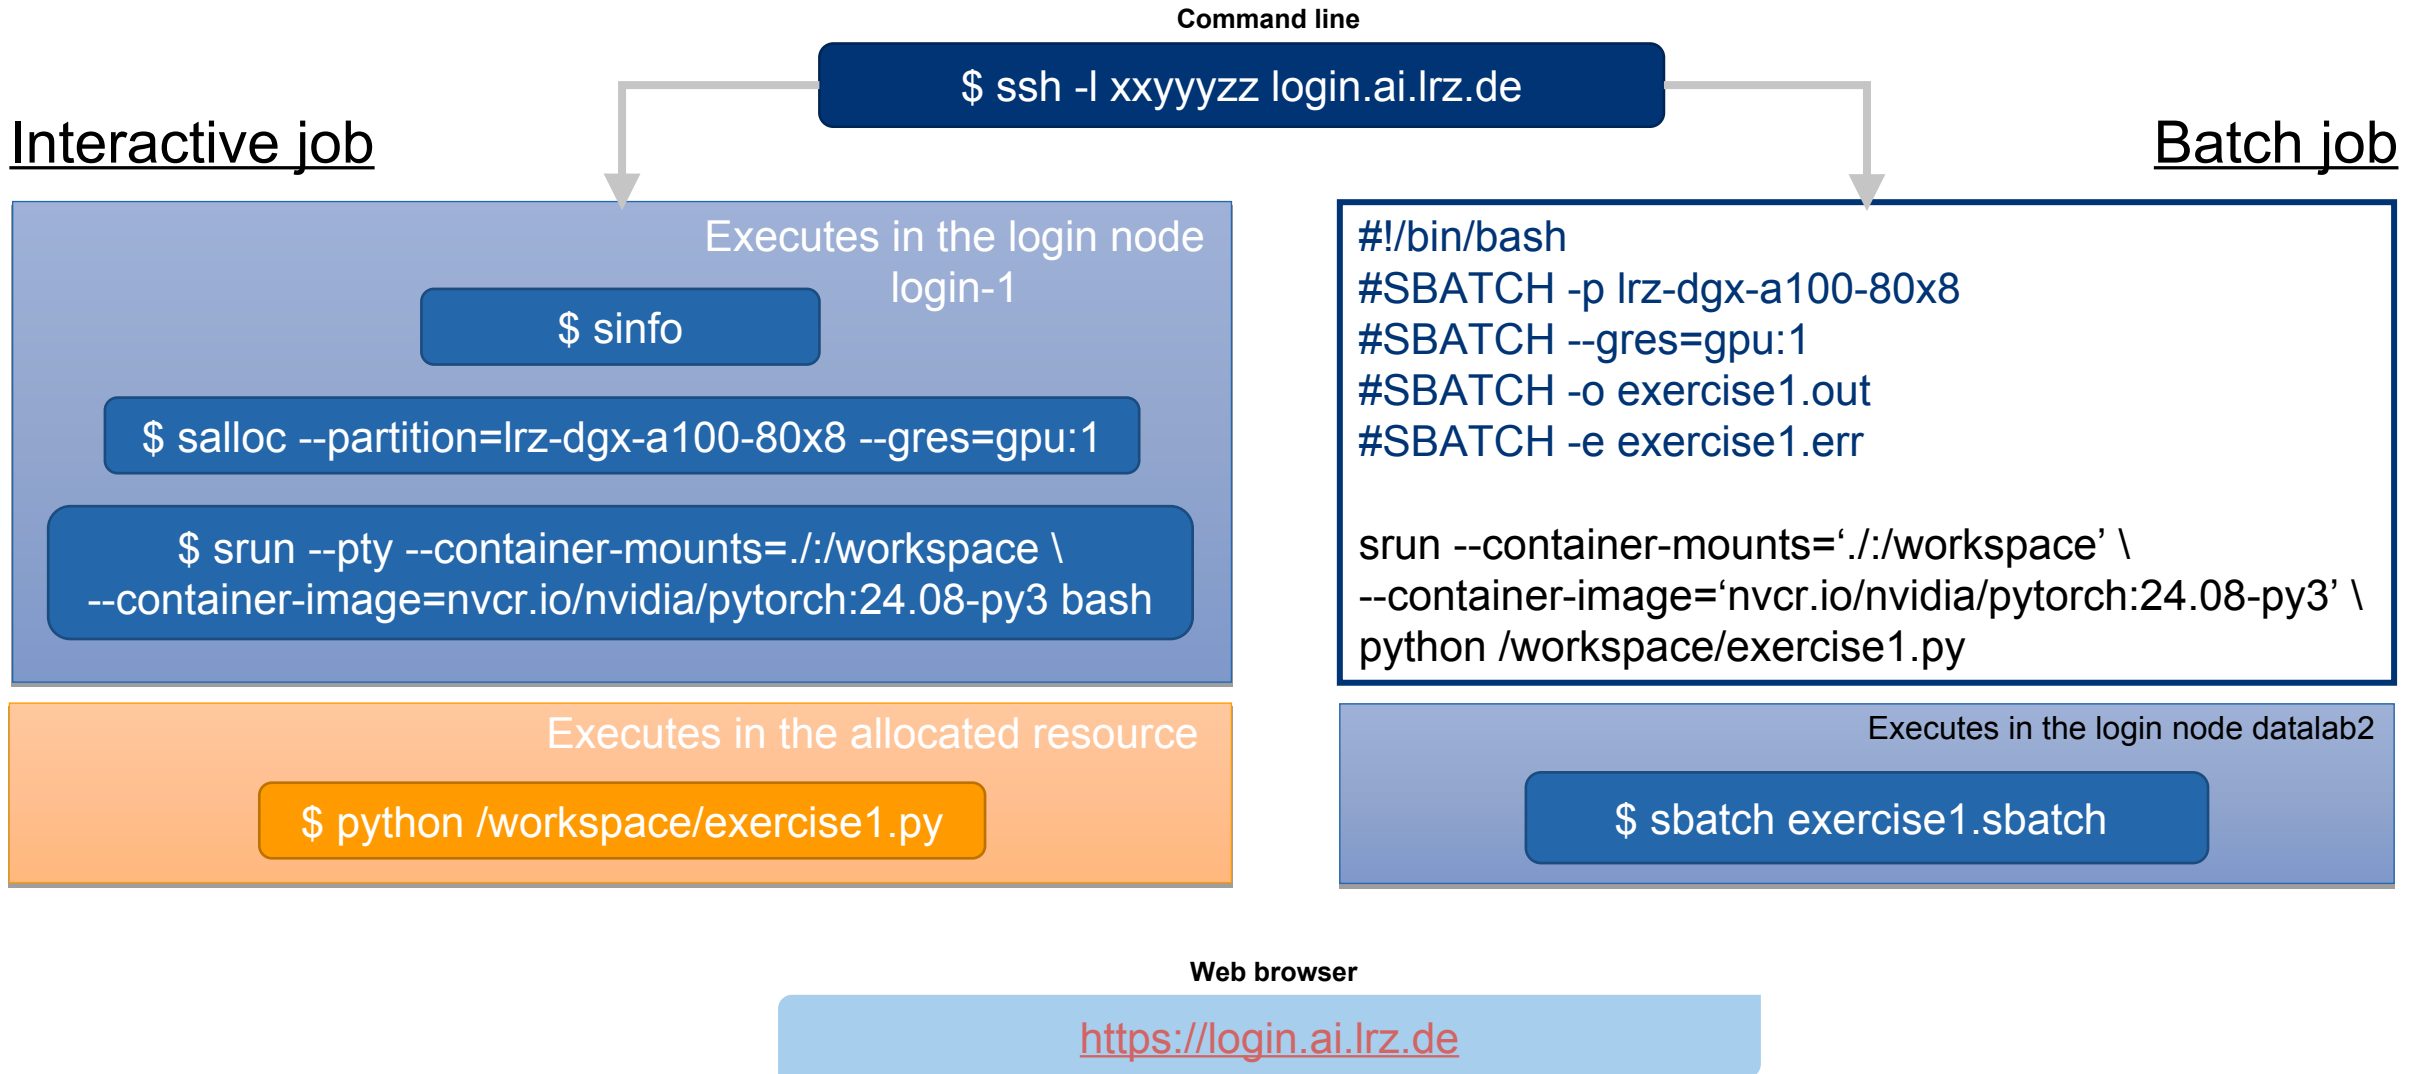 Command line
$ ssh -l xxyyyzz login.ai.lrz.de
Interactive job
Executes in the login node
login-1
$ sinfo
$ salloc --partition=lrz-dgx-a100-80x8 --gres=gpu:1
$ srun --pty --container-mounts=./:/workspace \
--container-image=nvcr.io/nvidia/pytorch:24.08-py3 bash
Executes in the allocated resource
$ python /workspace/exercise1.py
Batch job
#!/bin/bash
#SBATCH -p lrz-dgx-a100-80x8
#SBATCH --gres=gpu:1
#SBATCH -o exercise1.out
#SBATCH -e exercise1.err
srun --container-mounts=‘./:/workspace’ \
--container-image=‘nvcr.io/nvidia/pytorch:24.08-py3’ \
python /workspace/exercise1.py
Executes in the login node datalab2
$ sbatch exercise1.sbatch
Web browser
https://login.ai.lrz.de